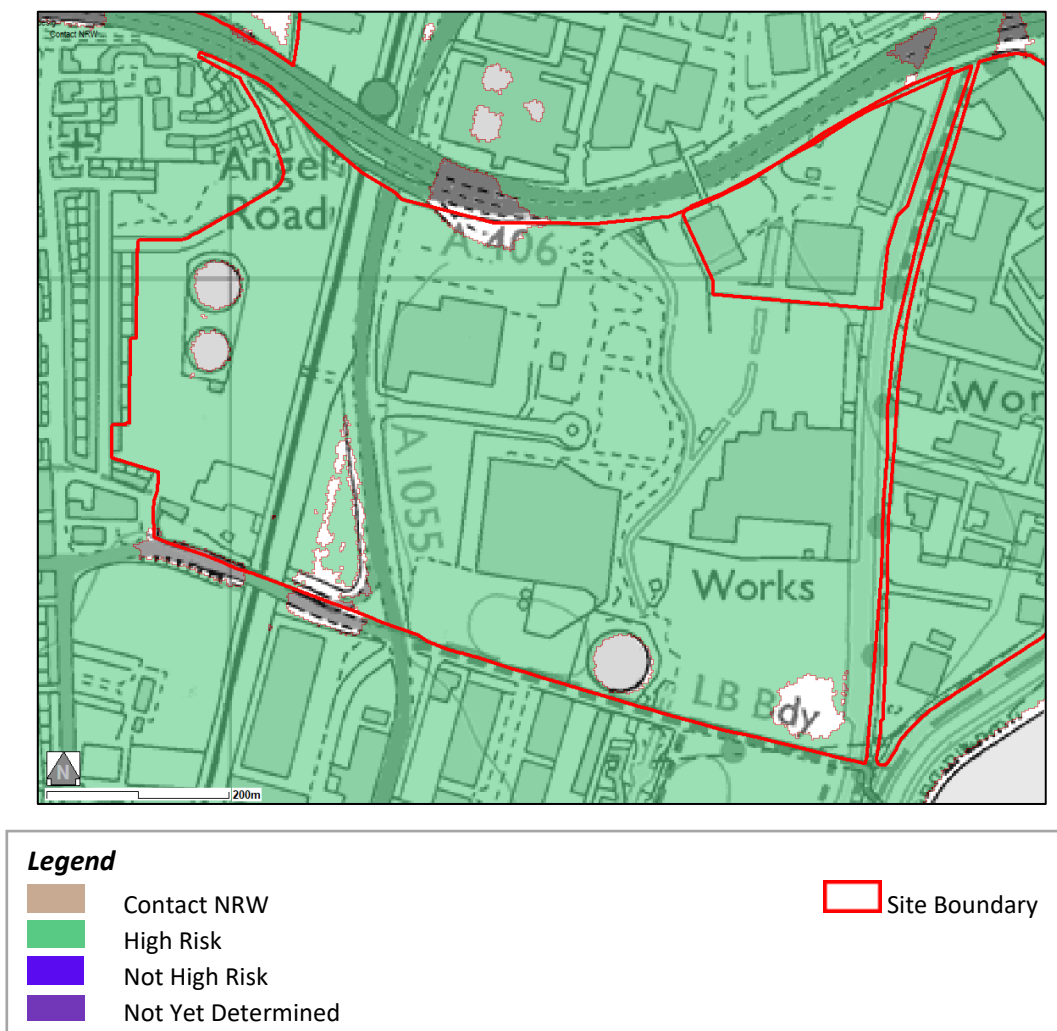 Contact NRW...
Angel
Road
A 406
A 1055
Wor
Works
LB Bdy
N
200m
Legend
Contact NRW
High Risk
Not High Risk
Not Yet Determined
Site Boundary